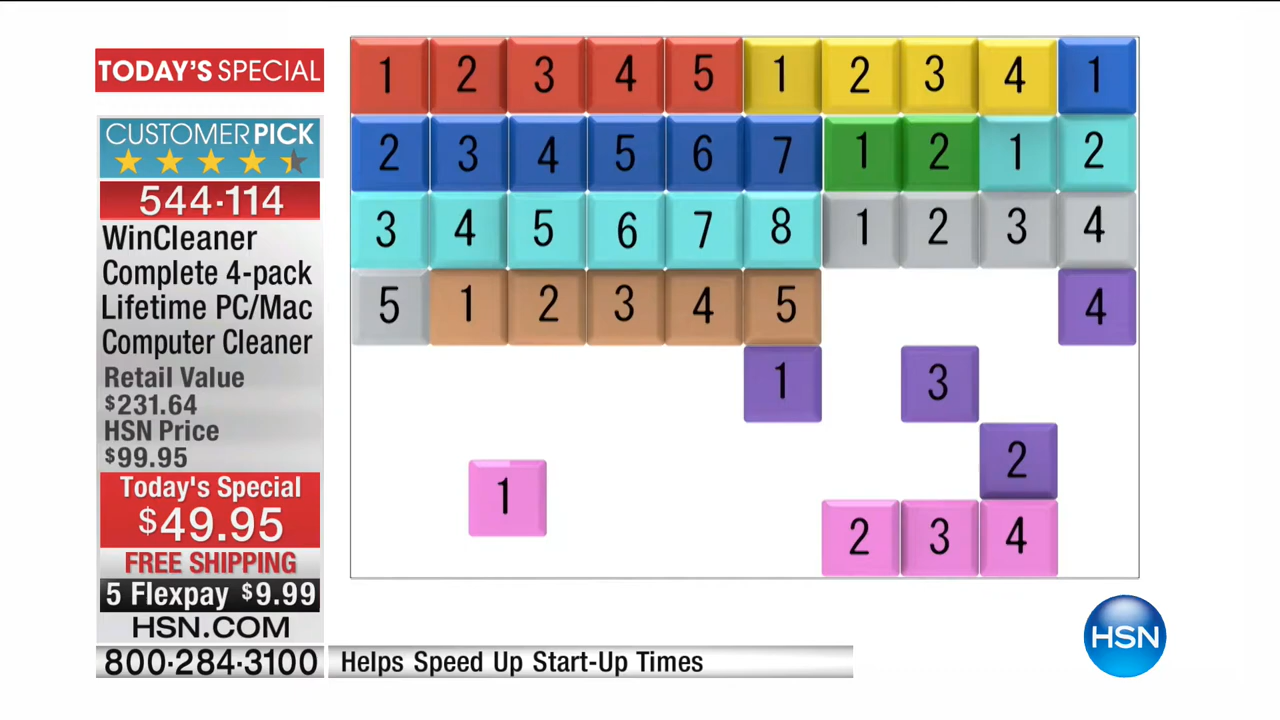 TODAY'S SPECIAL
CUSTOMER PICK
544-114
WinCleaner
Complete 4-pack
Lifetime PC/Mac
Computer Cleaner
Retail Value
$231.64
HSN Price
$99.95
Today's Special
$49.95
FREE SHIPPING
5 Flexpay $9.99
HSN.COM
800-284-3100
1 2 3 4 5 1 2 3 4 1
2 3 4 5 6 7 1 2 1 2
3 4 5 6 7 8 1 2 3 4
5 1 2 3 4 5 4
1 3
2
1
2 3 4
HSN
Helps Speed Up Start-Up Times